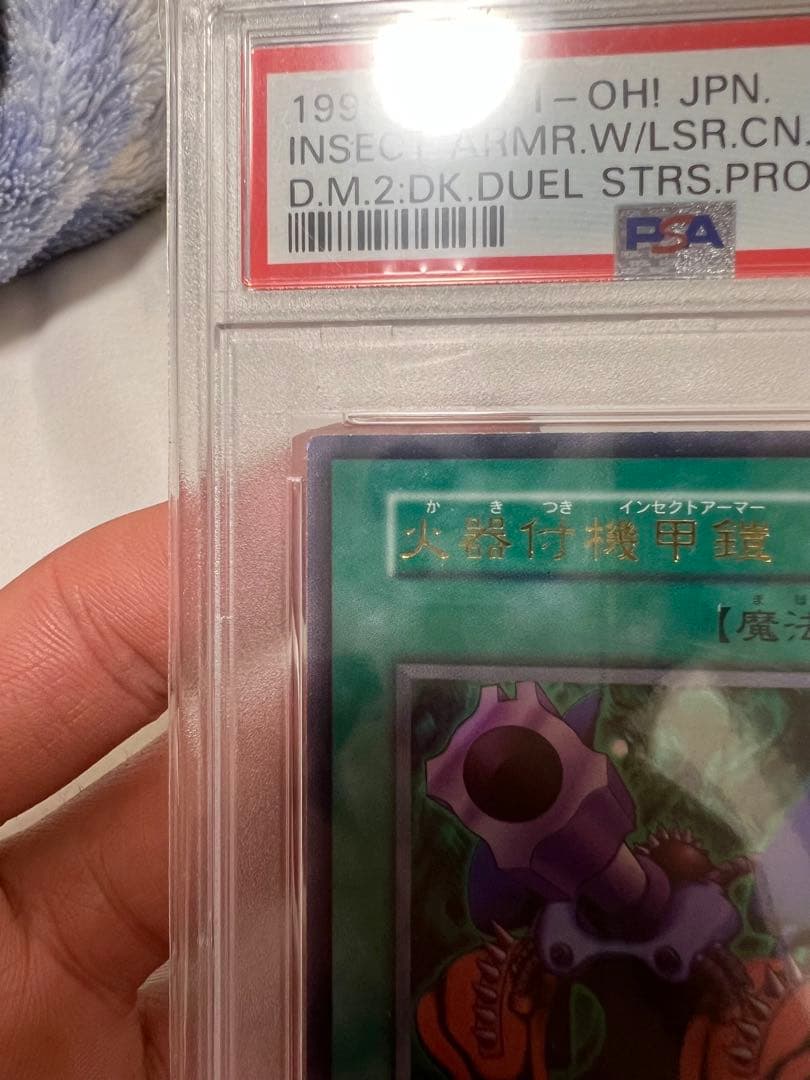 199 – OH! JPN.
INSEC ARMR.W/LSR.CN.
D.M.2:DK.DUEL STRS.PRO
PSA
か き つき インセクトアーマー
火器付機甲鎧
【魔法